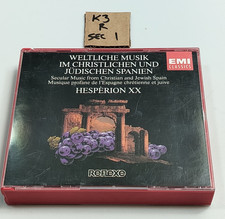 K3
R
SEC 1
WELTLICHE MUSIK
IM CHRISTLICHEN UND
JÜDISCHEN SPANIEN
Secular Music from Christian and Jewish Spain
Musique profane de l'Espagne chrétienne et juive
HESPÈRION XX
EMI
CLASSICS
REFLEXE